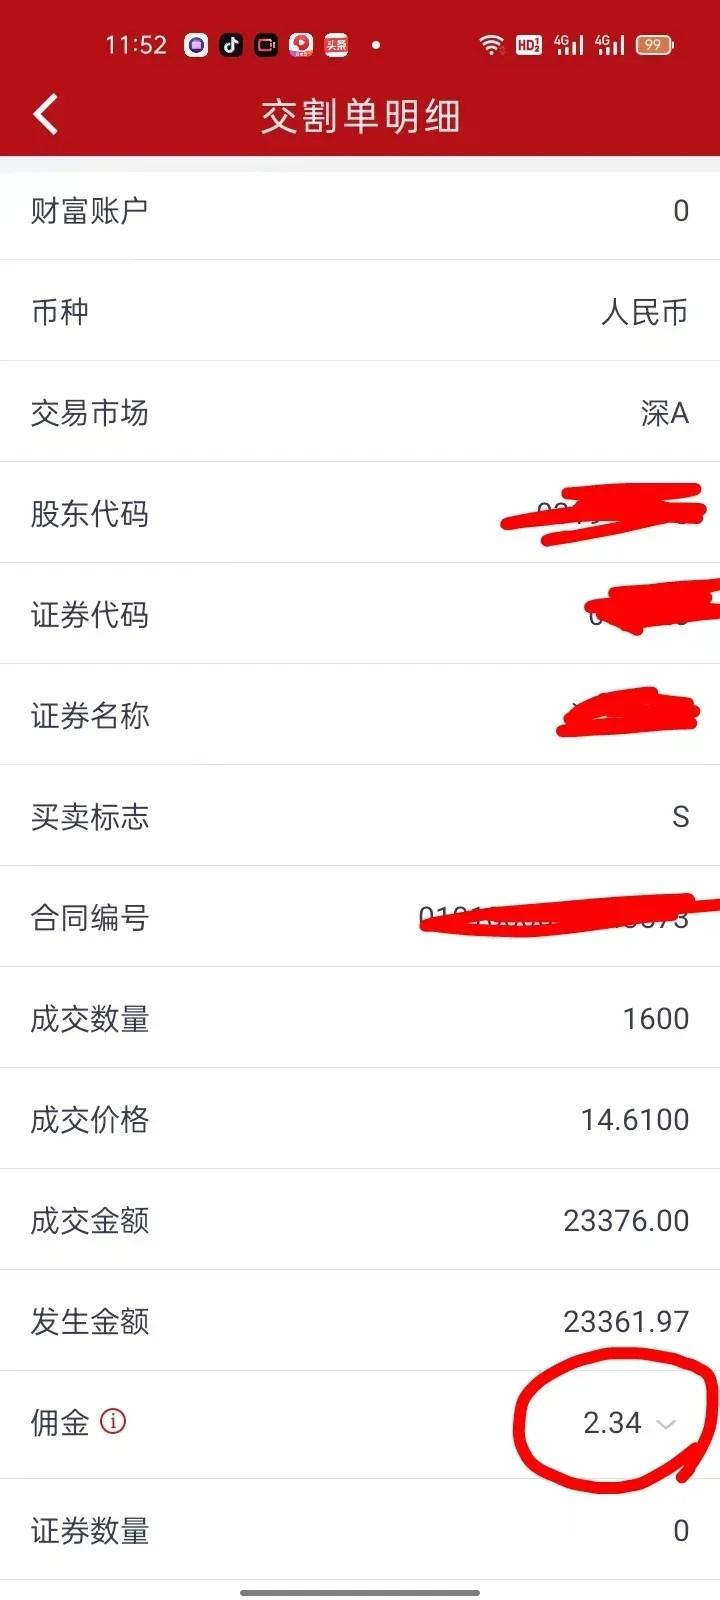 11:52 头条 HD 1 2 4G 4G 99
交割单明细
财富账户 0
币种 人民币
交易市场 深A
股东代码
证券代码
证券名称
买卖标志 S
合同编号
成交数量 1600
成交价格 14.6100
成交金额 23376.00
发生金额 23361.97
佣金 i 2.34
证券数量 0